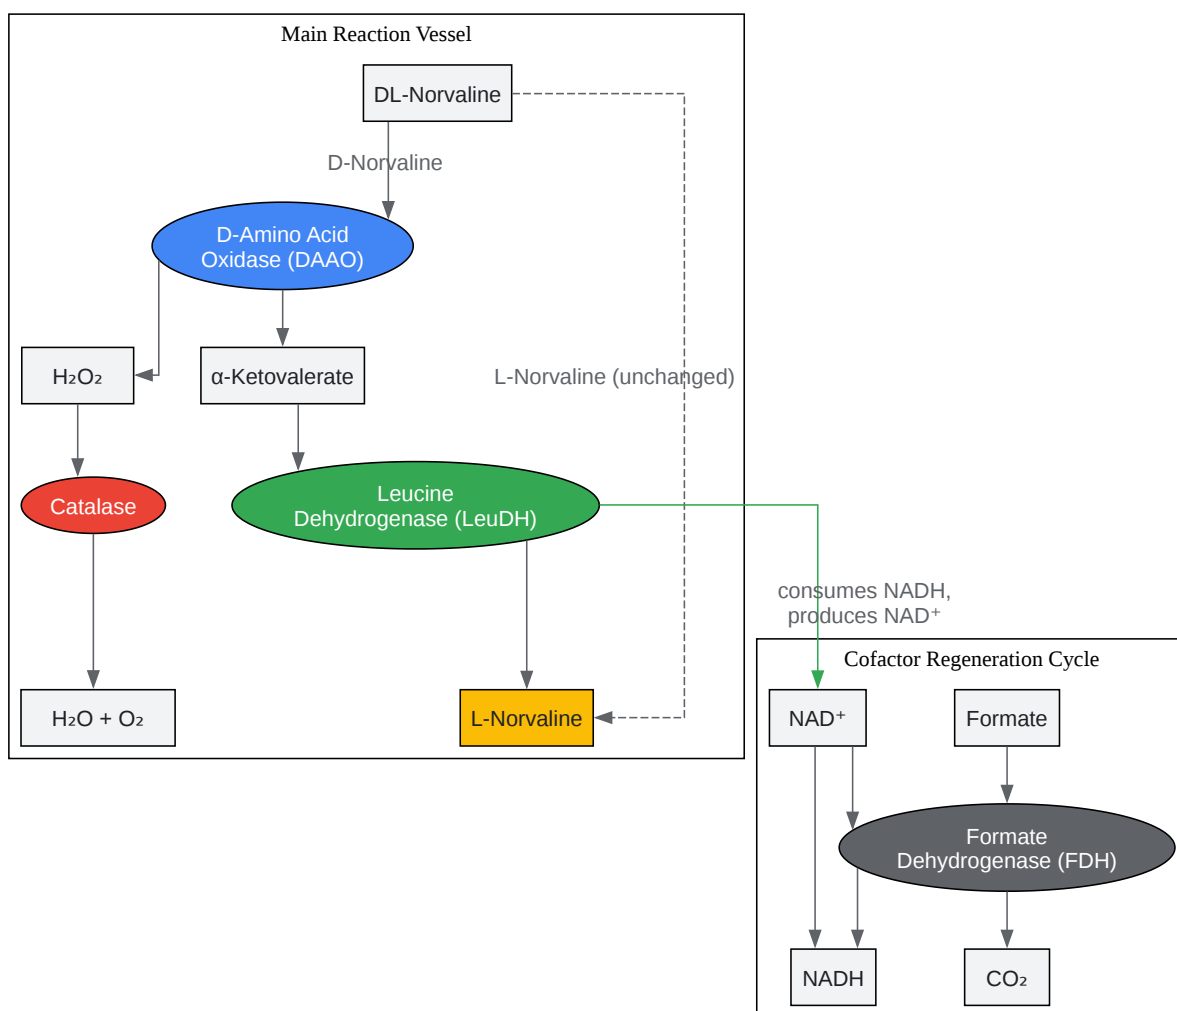 Main Reaction Vessel
DL-Norvaline
D-Norvaline
D-Amino Acid
Oxidase (DAAO)
H₂O₂
α-Ketovalerate
L-Norvaline (unchanged)
Catalase
Leucine
Dehydrogenase (LeuDH)
consumes NADH,
produces NAD⁺
H₂O + O₂
L-Norvaline
Cofactor Regeneration Cycle
NAD⁺
Formate
Formate
Dehydrogenase (FDH)
NADH
CO₂